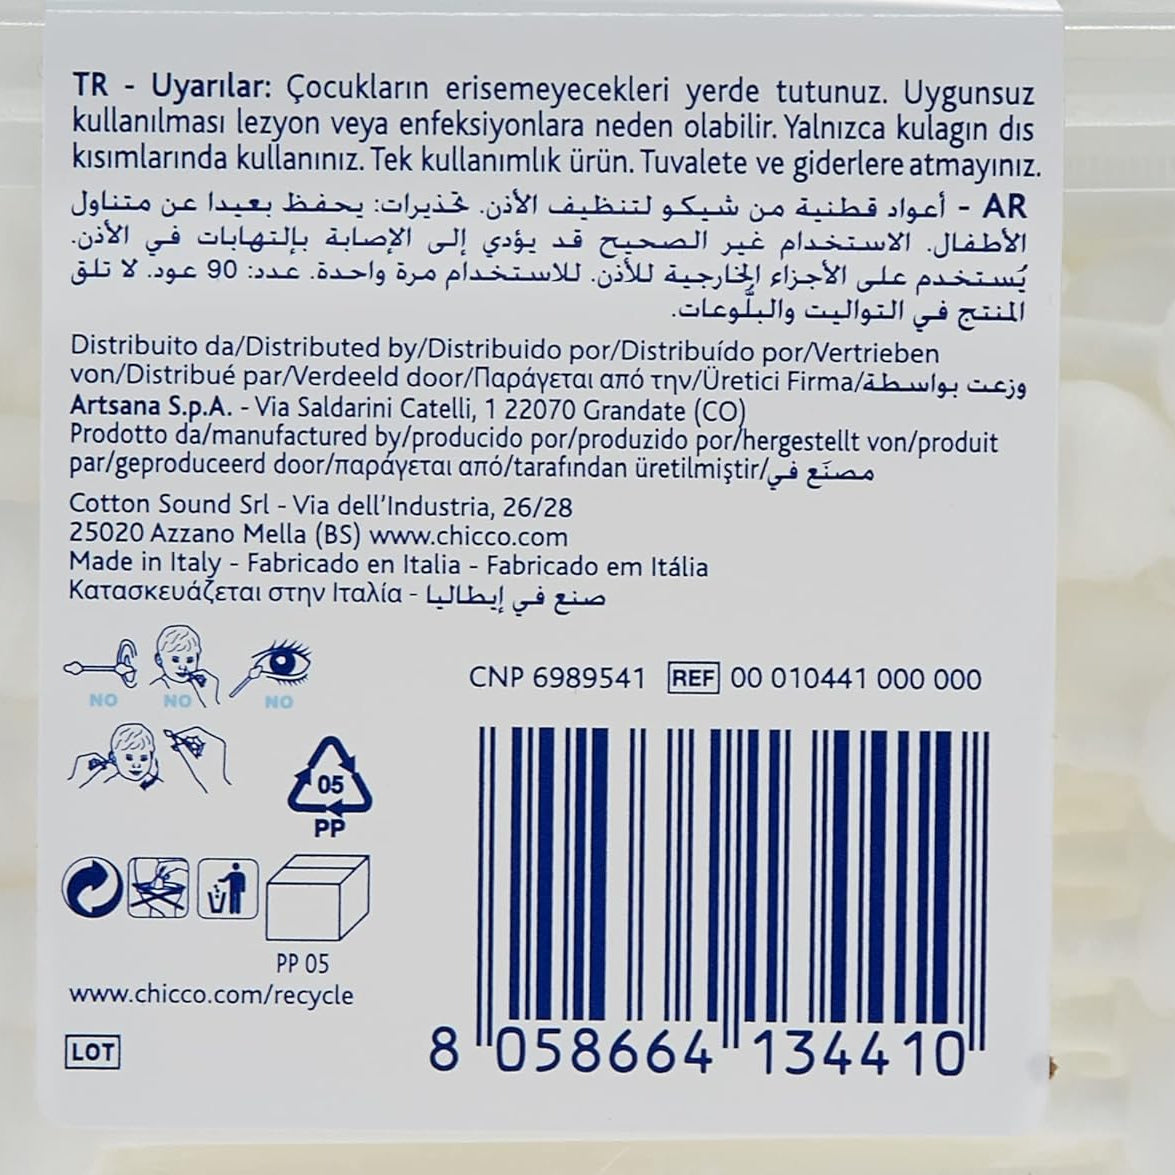 TR - Uyarılar: Çocukların erisemeyecekleri yerde tutunuz. Uygunsuz
kullanılması lezyon veya enfeksiyonlara neden olabilir. Yalnızca kulagın dıs
kısımlarında kullanınız. Tek kullanımlık ürün. Tuvalete ve giderlere atmayınız.
AR - أعواد قطنية من شيكو لتنظيف الأذن. تحذيرات: يحفظ بعيدا عن متناول
الأطفال. الاستخدام غير الصحيح قد يؤدي إلى الإصابة بإلتهابات في الأذن.
يُستخدم على الأجزاء الخارجية للأذن. للاستخدام مرة واحدة. عدد: 90 عود. لا تلق
المنتج في التواليت والبلّوعات.
Distribuito da/Distributed by/Distribuido por/Distribuído por/Vertrieben
von/Distribué par/Verdeeld door/Παράγεται από την/Üretici Firma/وزعت بواسطة
Artsana S.p.A. - Via Saldarini Catelli, 1 22070 Grandate (CO)
Prodotto da/manufactured by/producido por/produzido por/hergestellt von/produit
par/geproduceerd door/παράγεται από/tarafından üretilmiştir/مصنّع في
Cotton Sound Srl - Via dell'Industria, 26/28
25020 Azzano Mella (BS) www.chicco.com
Made in Italy - Fabricado en Italia - Fabricado em Itália
Κατασκευάζεται στην Ιταλία - صنع في إيطاليا
NO NO NO
CNP 6989541 REF 00 010441 000 000
05
PP
PP 05
www.chicco.com/recycle
LOT
8 058664 134410